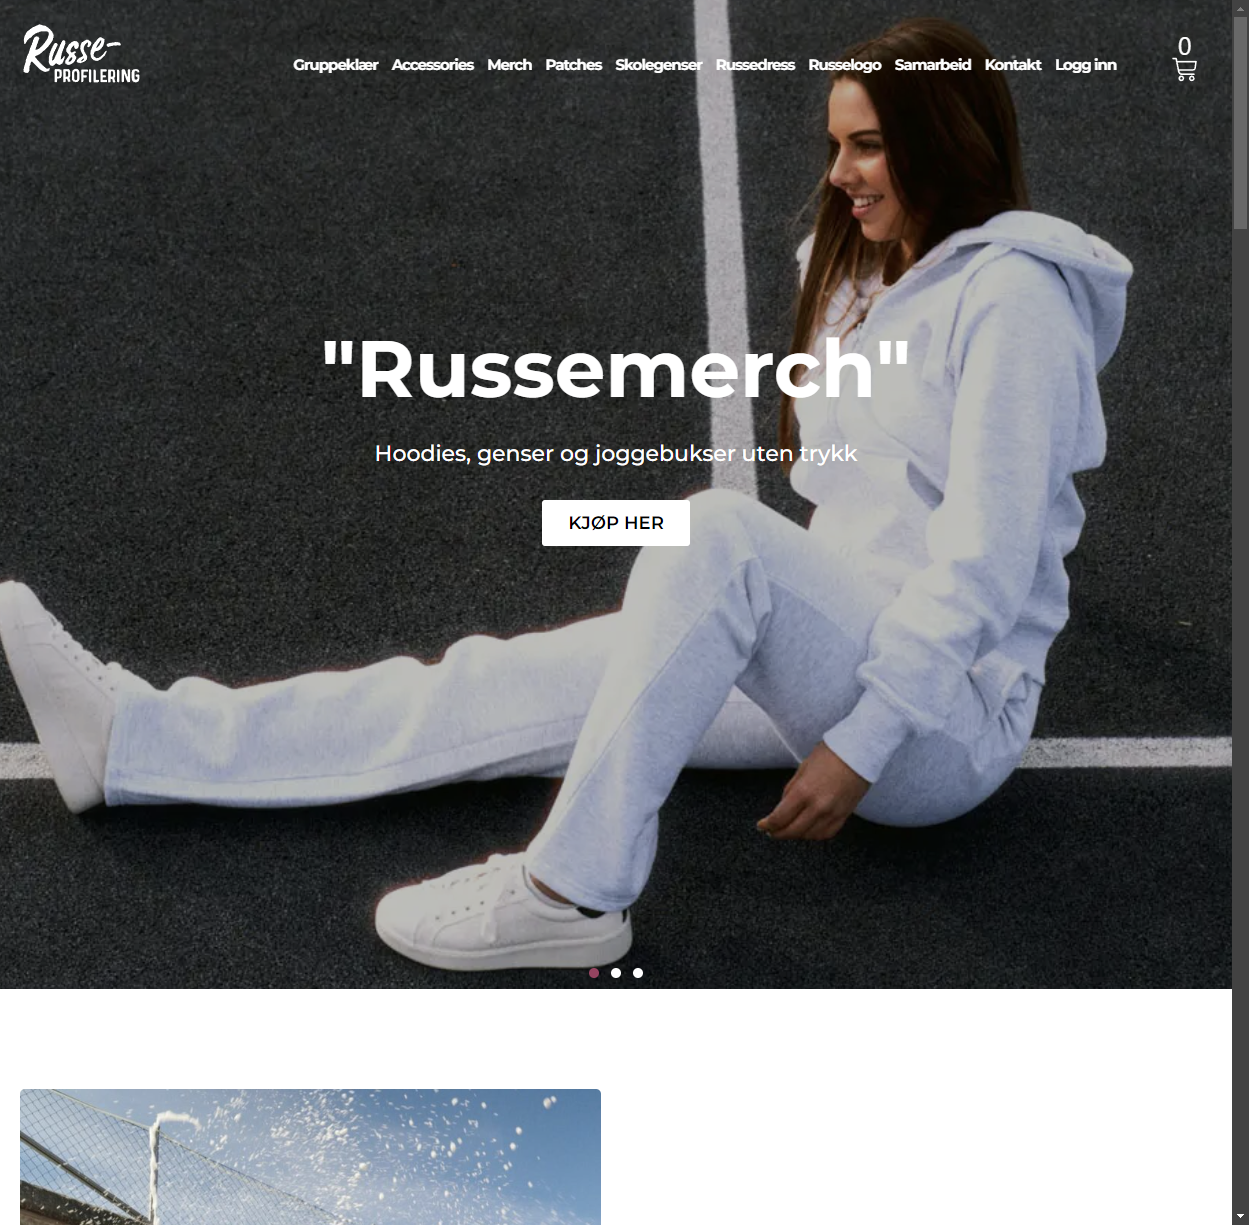 Russe-
PROFILERING
Gruppeklær Accessories Merch Patches Skolegenser Russedress Russelogo Samarbeid Kontakt Logg inn
0
"Russemerch"
Hoodies, genser og joggebukser uten trykk
KJØP HER